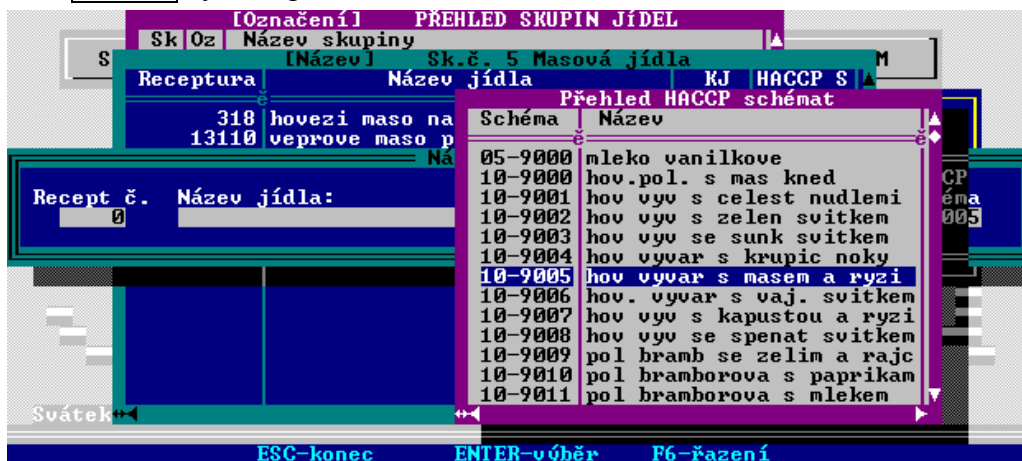 [Označení] PŘEHLED SKUPIN JÍDEL
Sk Oz Název skupiny
S M
[Název] Sk.č. 5 Masová jídla
Receptura Název jídla KJ HACCP S
Přehled HACCP schémat
318 hovezi maso na
13110 veprove maso p
Schéma Název
Ná
CP
Recept č. Název jídla: éma
0 005
05-9000 mleko vanilkove
10-9000 hov.pol. s mas kned
10-9001 hov vyv s celest nudlemi
10-9002 hov vyv s zelen svitkem
10-9003 hov vyv se sunk svitkem
10-9004 hov vyvar s krupic noky
10-9005 hov vyvar s masem a ryzi
10-9006 hov. vyvar s vaj. svitkem
10-9007 hov vyv s kapustou a ryzi
10-9008 hov vyv se spenat svitkem
10-9009 pol bramb se zelim a rajc
10-9010 pol bramborova s paprikam
10-9011 pol bramborova s mlekem
Svátek
ESC-konec ENTER-výběr F6-řazení